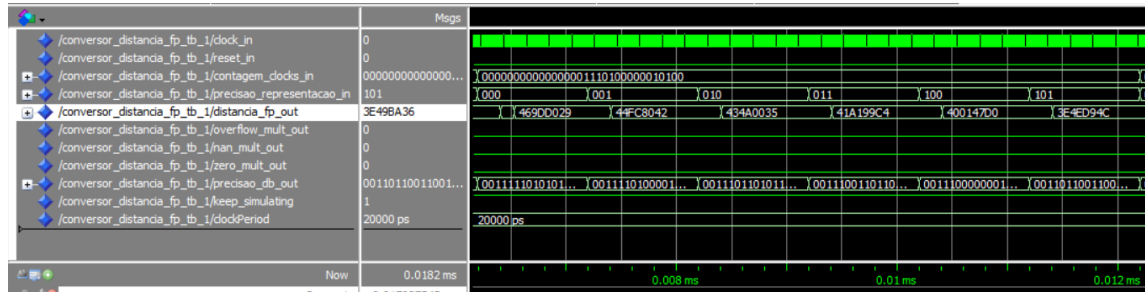 Msgs
/conversor_distancia_fp_tb_1/clock_in 0
/conversor_distancia_fp_tb_1/reset_in 0
/conversor_distancia_fp_tb_1/contagem_clocks_in 00000000000000... 00000000000000001110100000010100
/conversor_distancia_fp_tb_1/precisao_representacao_in 101 000 001 010 011 100 101
/conversor_distancia_fp_tb_1/distancia_fp_out 3E49BA36 469DD029 44FC8042 434A0035 41A199C4 400147D0 3E4ED94C
/conversor_distancia_fp_tb_1/overflow_mult_out 0
/conversor_distancia_fp_tb_1/nan_mult_out 0
/conversor_distancia_fp_tb_1/zero_mult_out 0
/conversor_distancia_fp_tb_1/precisao_db_out 00110110011001... 0011111010101... 0011110100001... 0011101101011... 0011100110110... 0011100000001... 0011011001100...
/conversor_distancia_fp_tb_1/keep_simulating 1
/conversor_distancia_fp_tb_1/clockPeriod 20000 ps 20000 ps
Now 0.0182 ms 0.008 ms 0.01 ms 0.012 ms